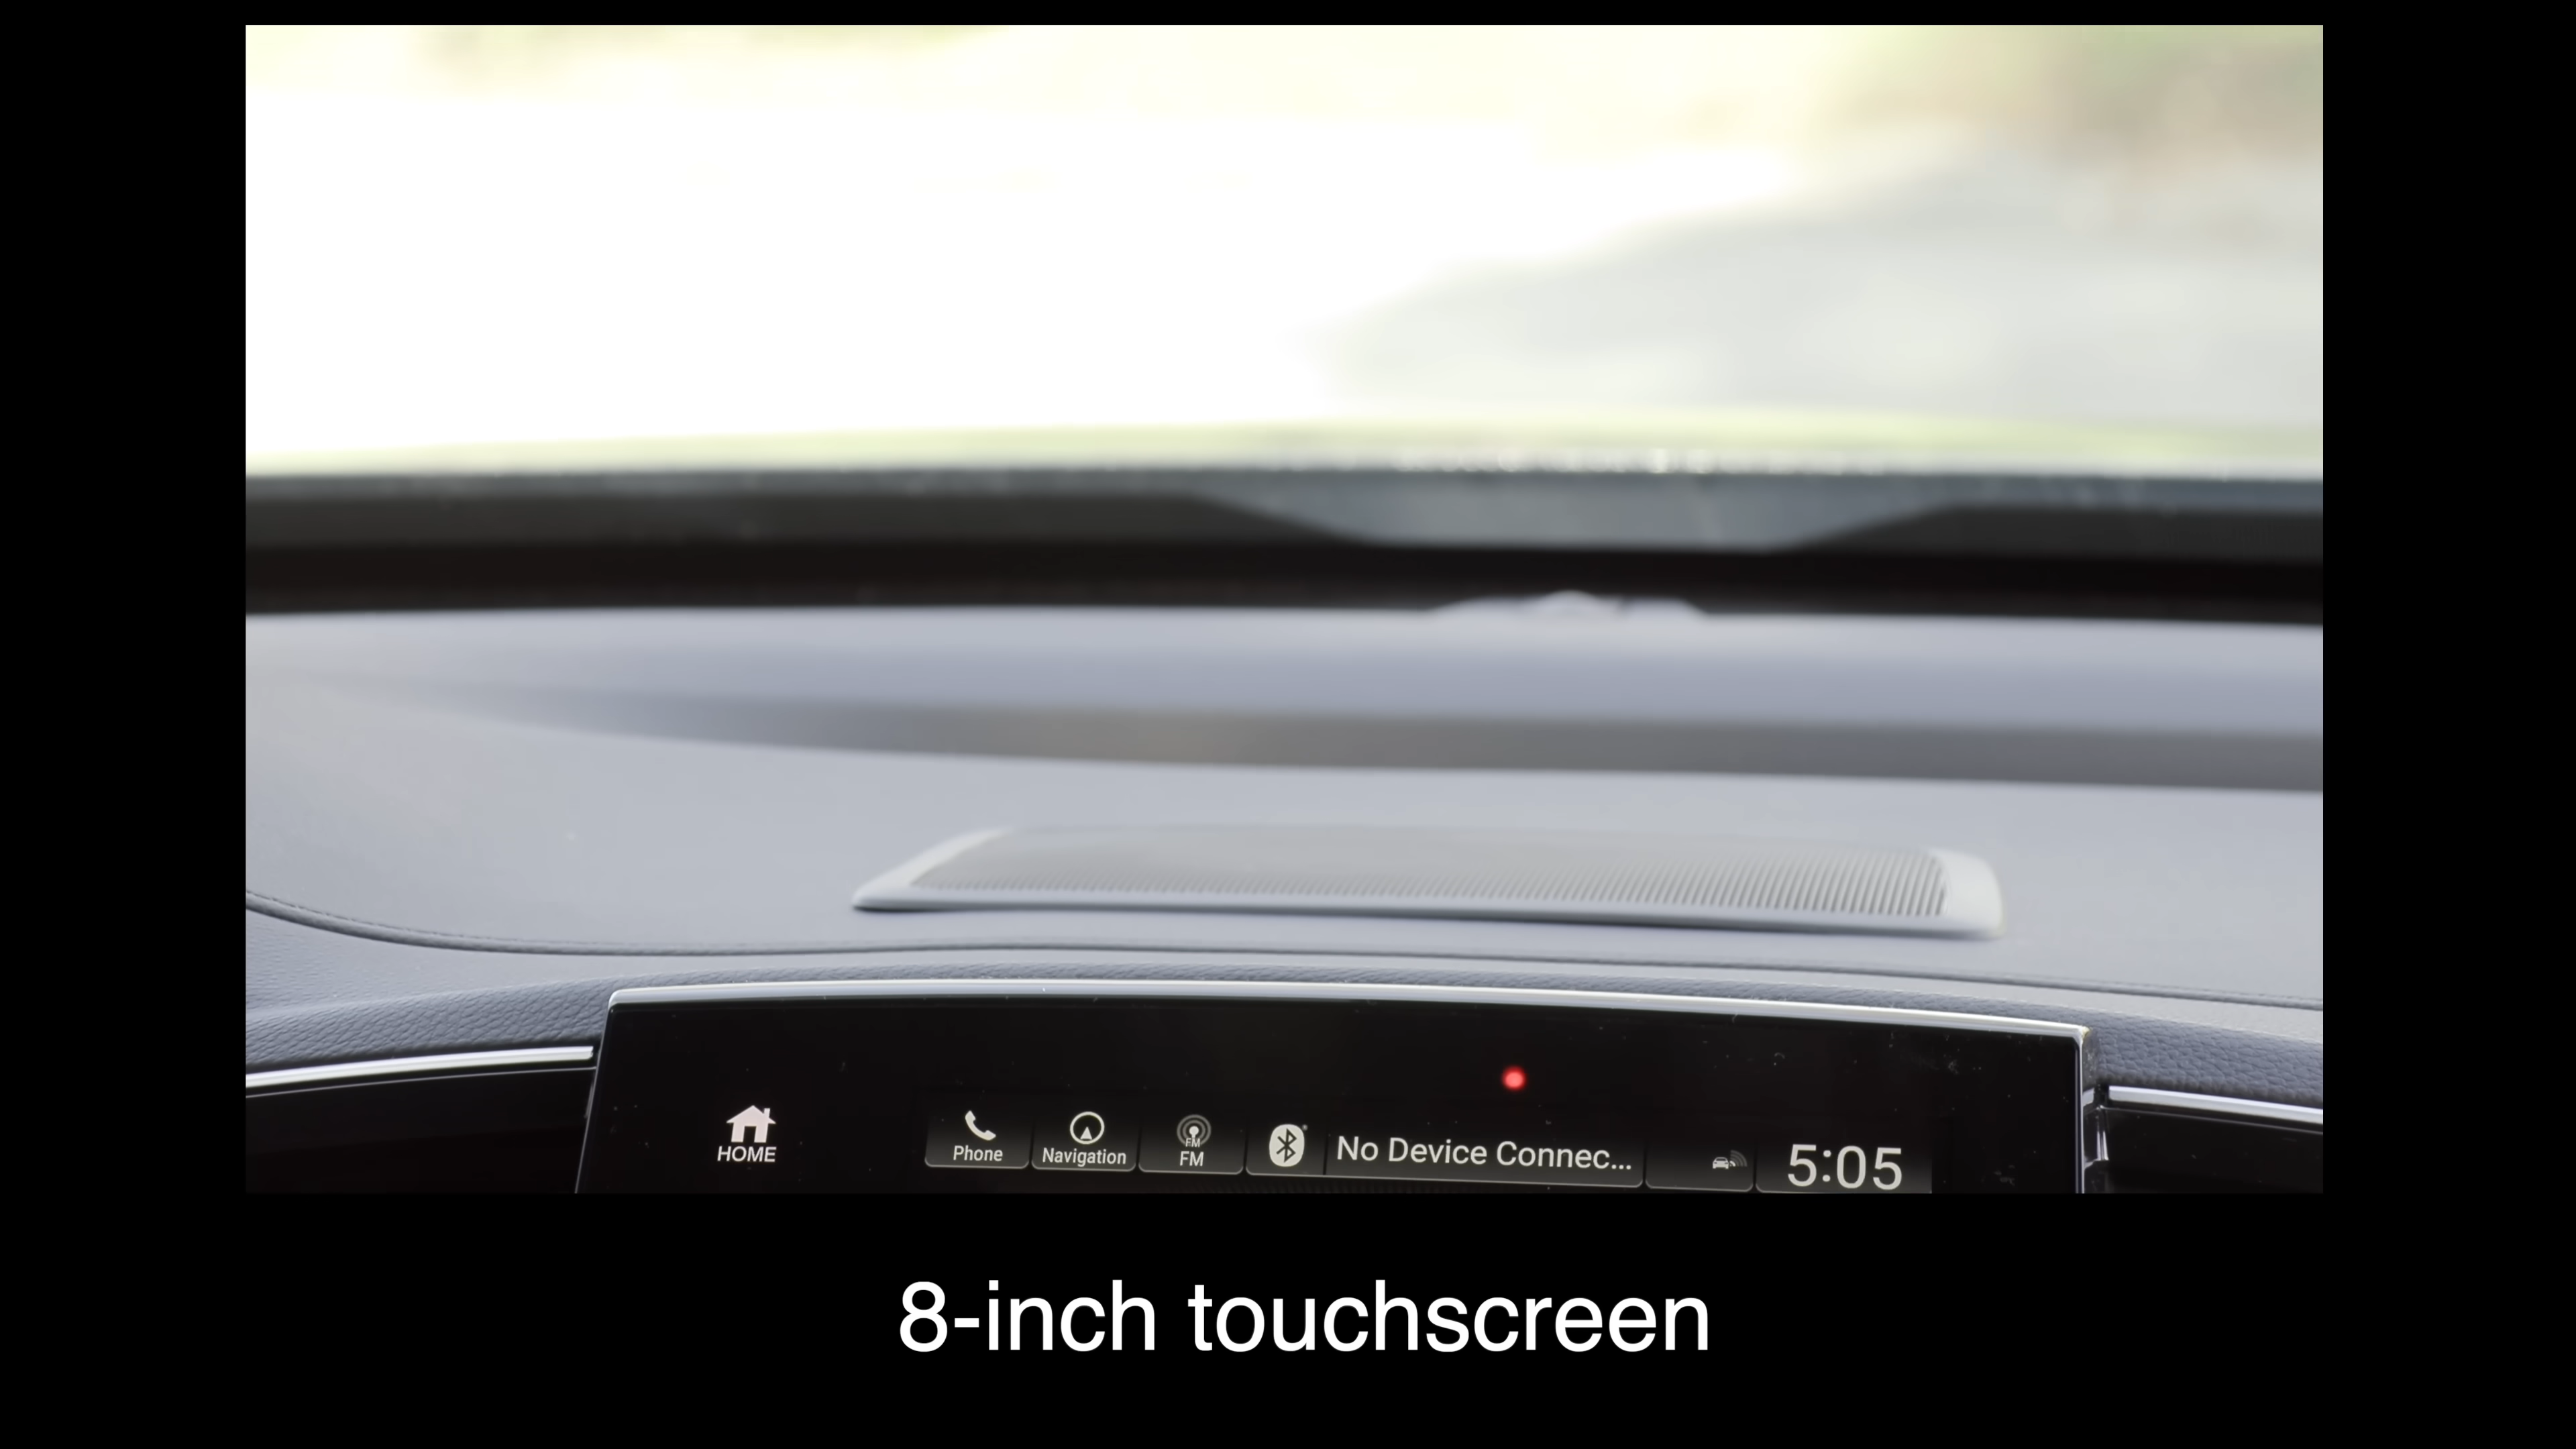 HOME
Phone
Navigation
FM
FM
No Device Connec...
5:05
8-inch touchscreen